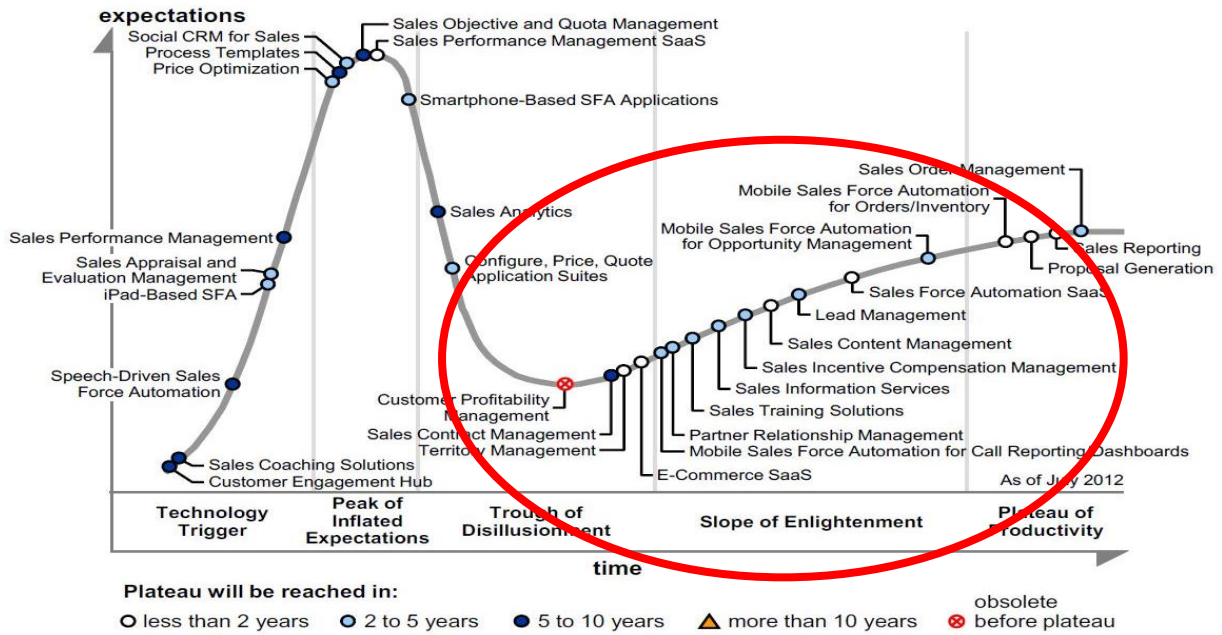 expectations
Sales Objective and Quota Management
Social CRM for Sales
Sales Performance Management SaaS
Process Templates
Price Optimization
Smartphone-Based SFA Applications
Sales Order Management
Mobile Sales Force Automation
for Orders/Inventory
Sales Analytics
Mobile Sales Force Automation
for Opportunity Management
Sales Performance Management
Sales Reporting
Sales Appraisal and
Evaluation Management
Configure, Price, Quote
Application Suites
Proposal Generation
iPad-Based SFA
Sales Force Automation SaaS
Lead Management
Sales Content Management
Sales Incentive Compensation Management
Speech-Driven Sales
Force Automation
Sales Information Services
Customer Profitability
Management
Sales Training Solutions
Sales Contract Management
Partner Relationship Management
Territory Management
Mobile Sales Force Automation for Call Reporting/Dashboards
Sales Coaching Solutions
E-Commerce SaaS
Customer Engagement Hub
As of July 2012
Technology
Trigger
Peak of
Inflated
Expectations
Trough of
Disillusionment
Slope of Enlightenment
Plateau of
Productivity
time
Plateau will be reached in:
less than 2 years
2 to 5 years
5 to 10 years
more than 10 years
obsolete
before plateau